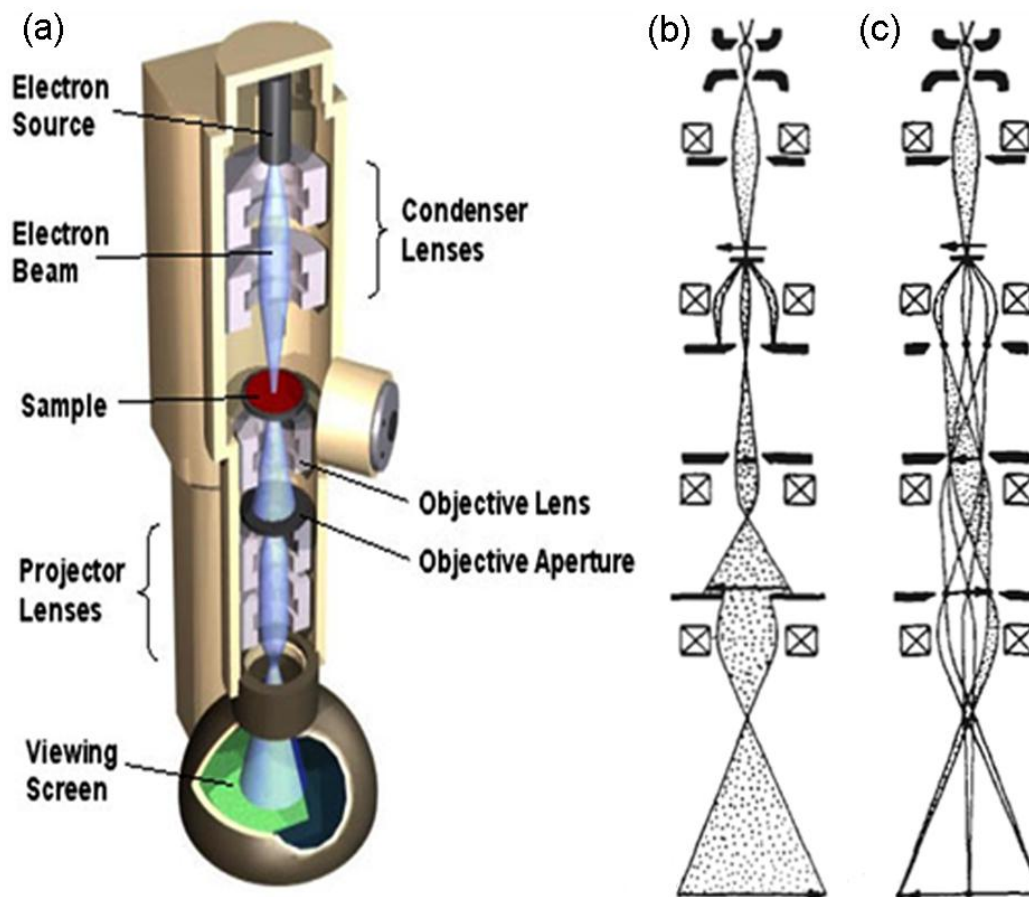 (a)
Electron
Source
Electron
Beam
Condenser
Lenses
Sample
Objective Lens
Objective Aperture
Projector
Lenses
Viewing
Screen
(b)
(c)